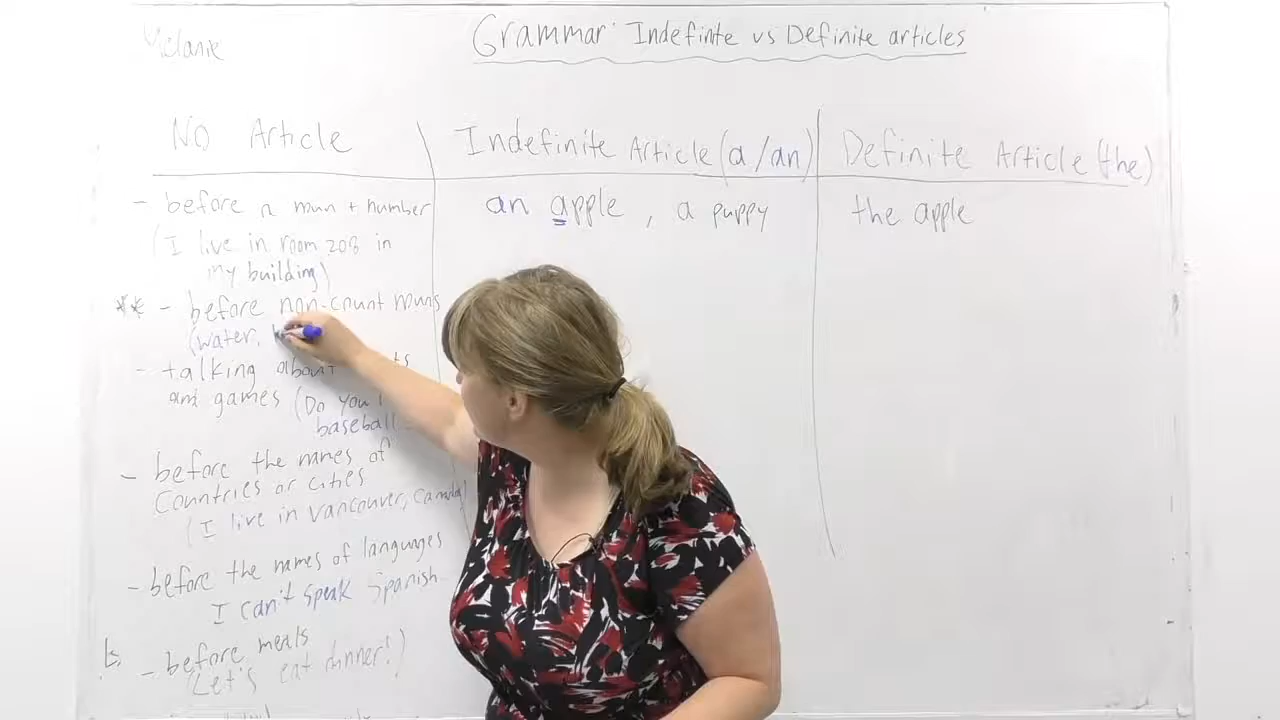 Melanie
Grammar: Indefinite vs Definite articles
No Article
- before a noun + number
(I live in room 208 in
my building)
** - before non-count nouns
(water,
- talking about
and games (Do you
baseball
- before the names of
Countries or cities
(I live in Vancouver, Canada)
- before the names of languages
I can't speak Spanish
- before meals
(Let's eat dinner!)
Indefinite Article (a/an)
an apple, a puppy
Definite Article (the)
the apple